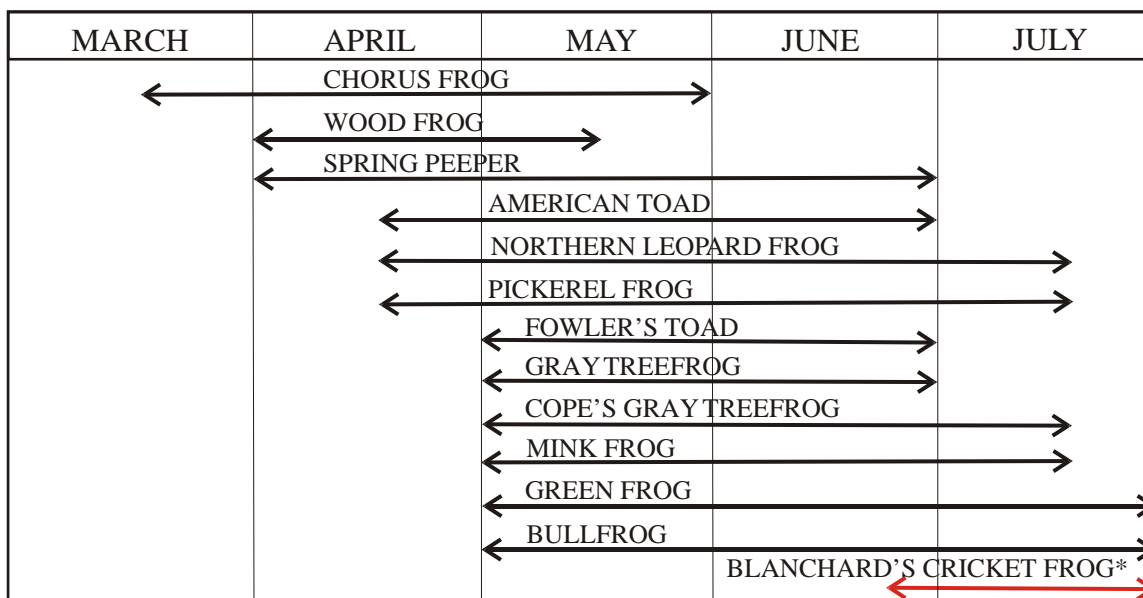 MARCH APRIL MAY JUNE JULY
CHORUS FROG
WOOD FROG
SPRING PEEPER
AMERICAN TOAD
NORTHERN LEOPARD FROG
PICKEREL FROG
FOWLER’S TOAD
GRAY TREEFROG
COPE’S GRAY TREEFROG
MINK FROG
GREEN FROG
BULLFROG
BLANCHARD’S CRICKET FROG*